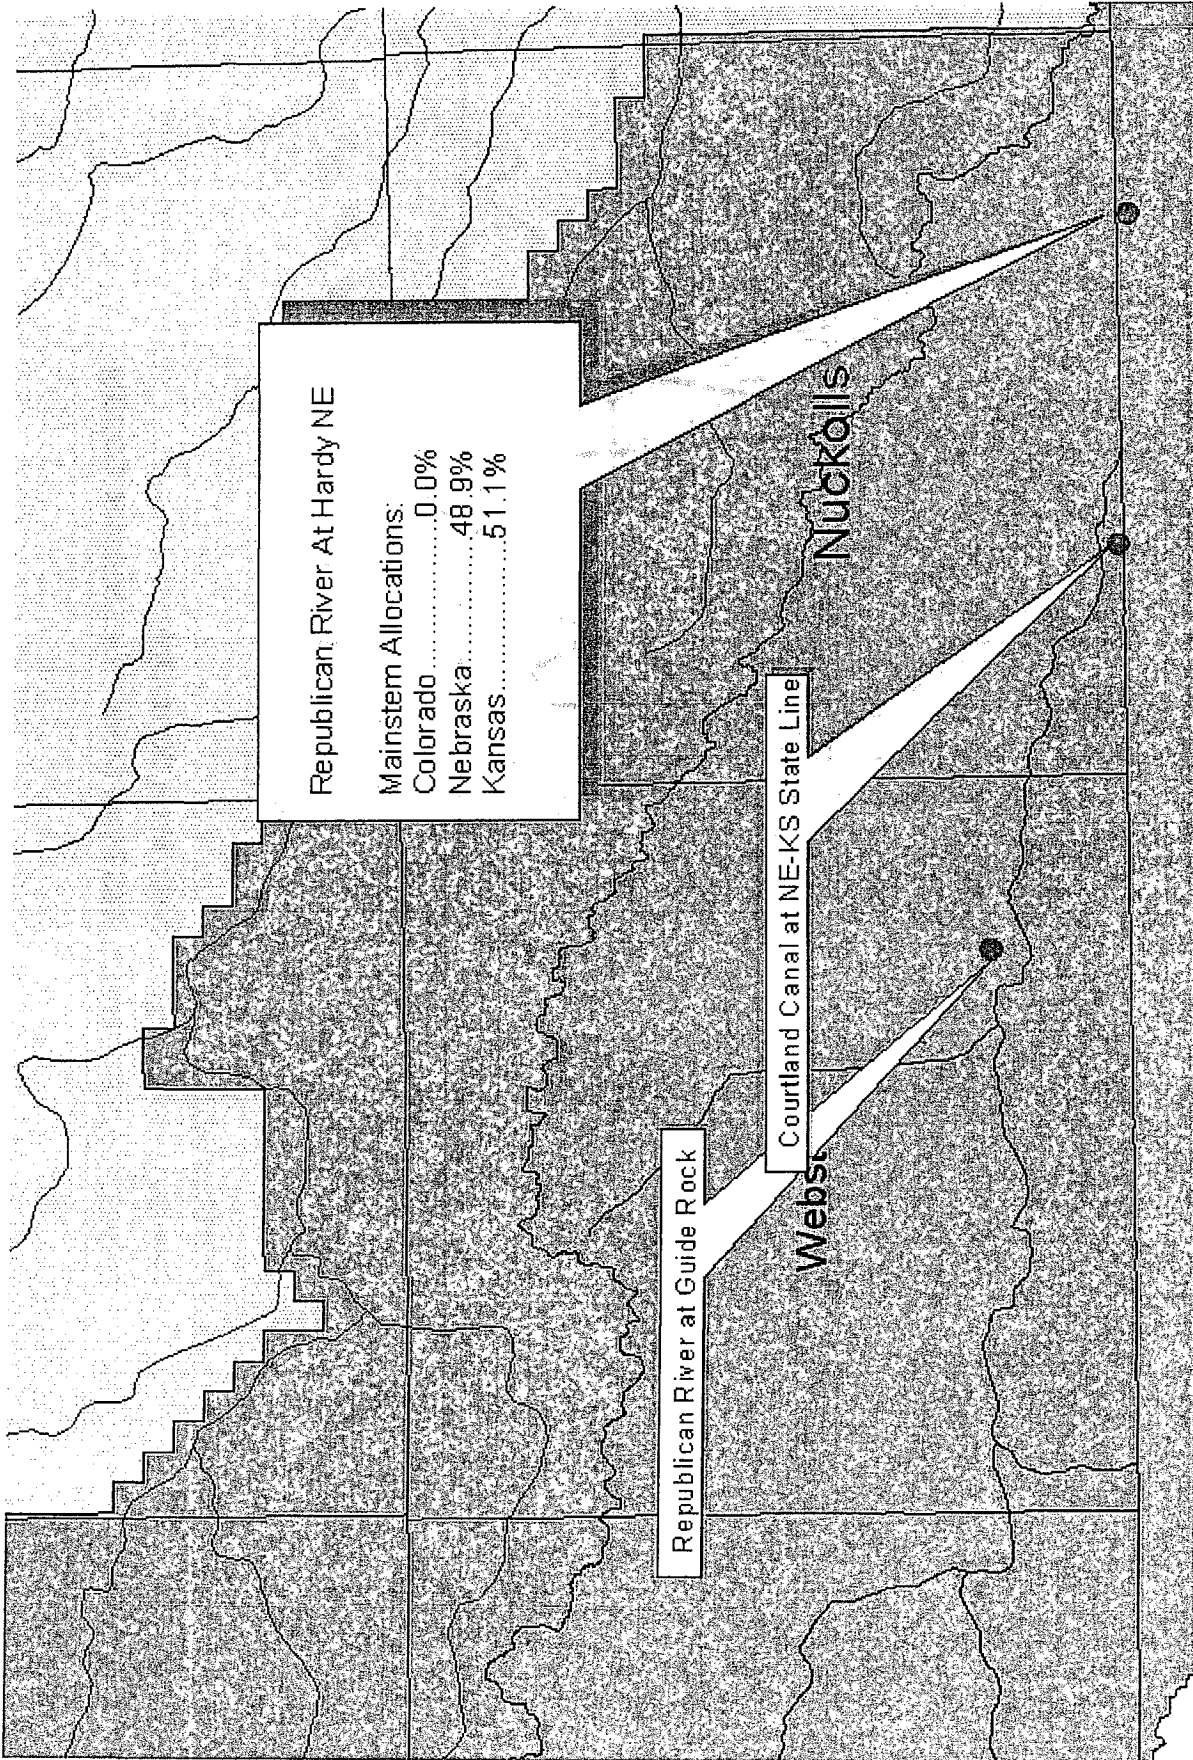 Republican River At Hardy NE
Mainstem Allocations:
Colorado....................0.0%
Nebraska...............48.9%
Kansas...................51.1%
Nuckolls
Courtland Canal at NE-KS State Line
Republican River at Guide Rock
Webst